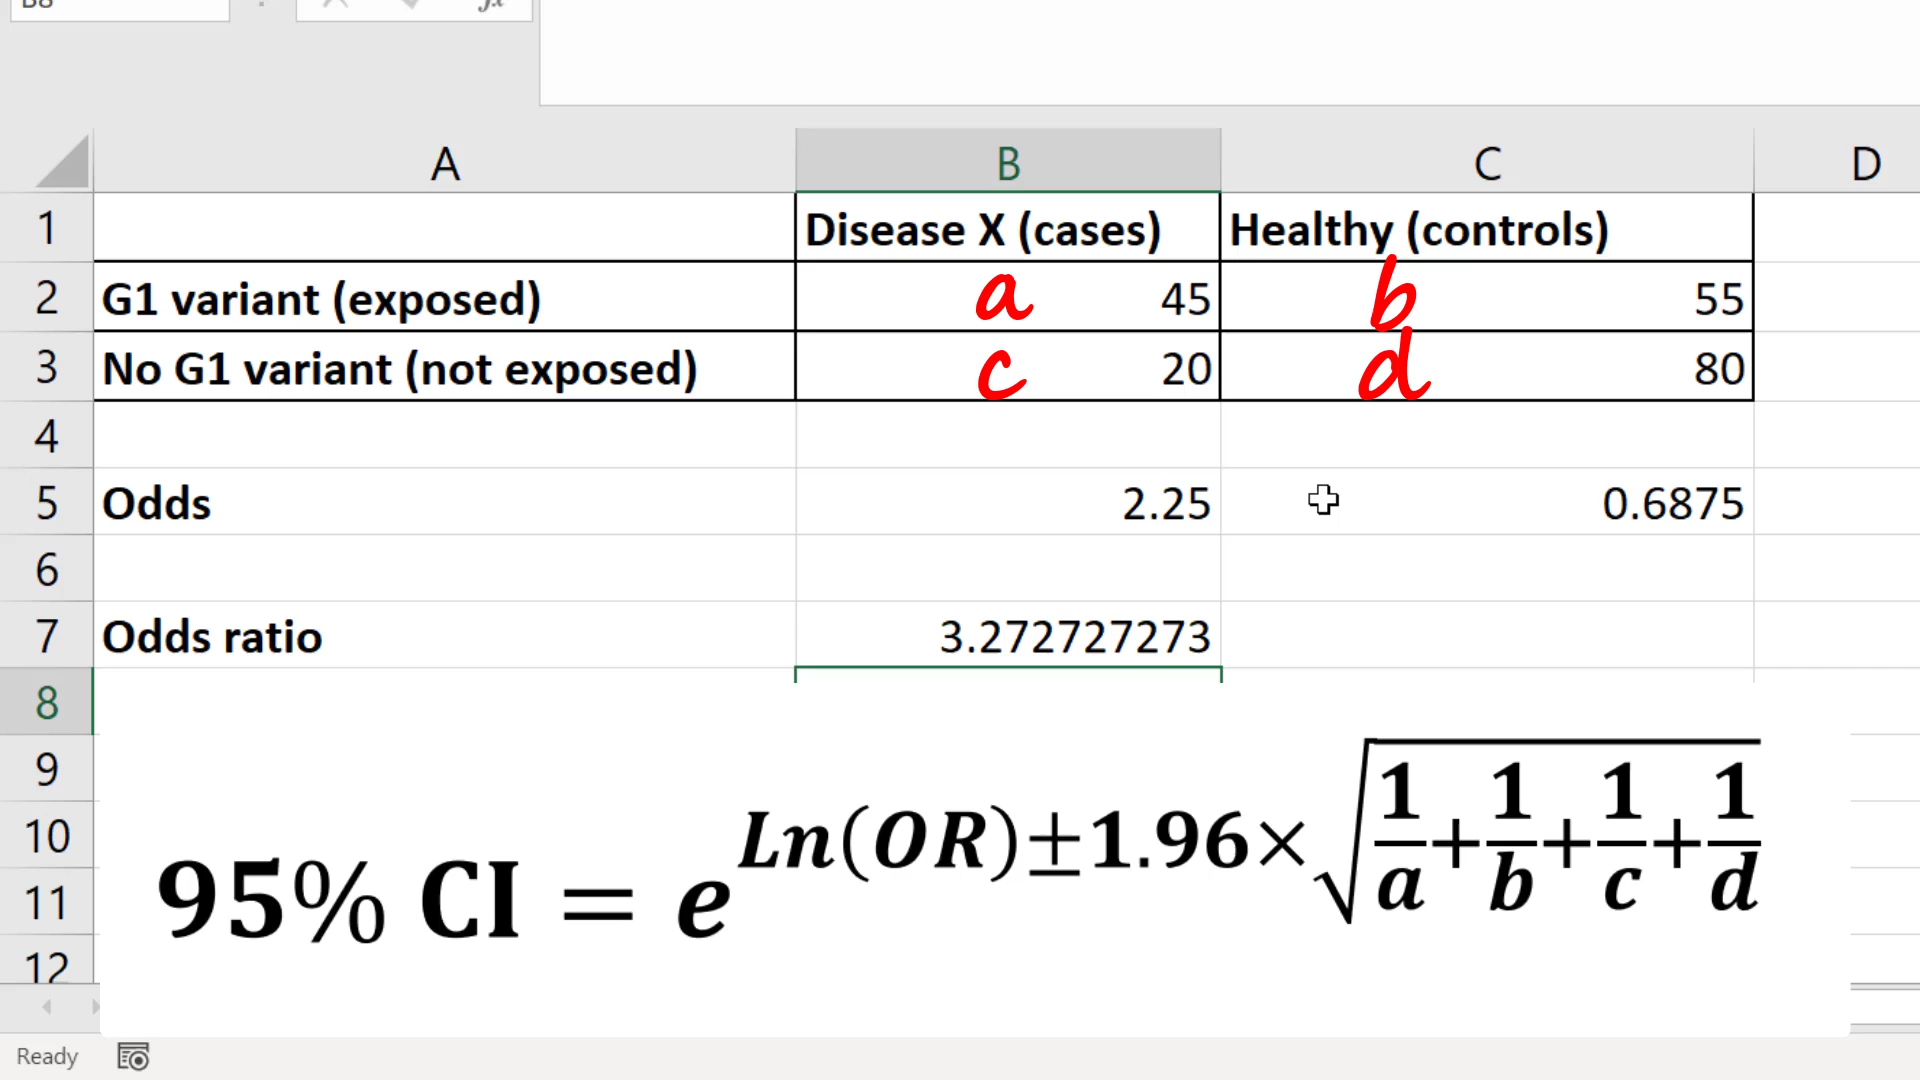 B8 fx
A B C D
1 Disease X (cases) Healthy (controls)
2 G1 variant (exposed) a 45 b 55
3 No G1 variant (not exposed) c 20 d 80
4
5 Odds 2.25 0.6875
6
7 Odds ratio 3.272727273
8
9
10
11
12
95% CI = e^{Ln(OR)±1.96×√(1/a+1/b+1/c+1/d)}
Ready